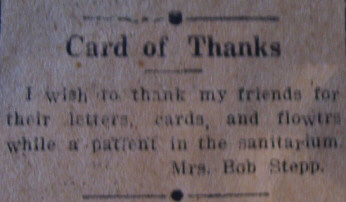 Card of Thanks
I wish to thank my friends for
their letters, cards, and flowers
while a patient in the sanitarium.
Mrs. Bob Stepp.